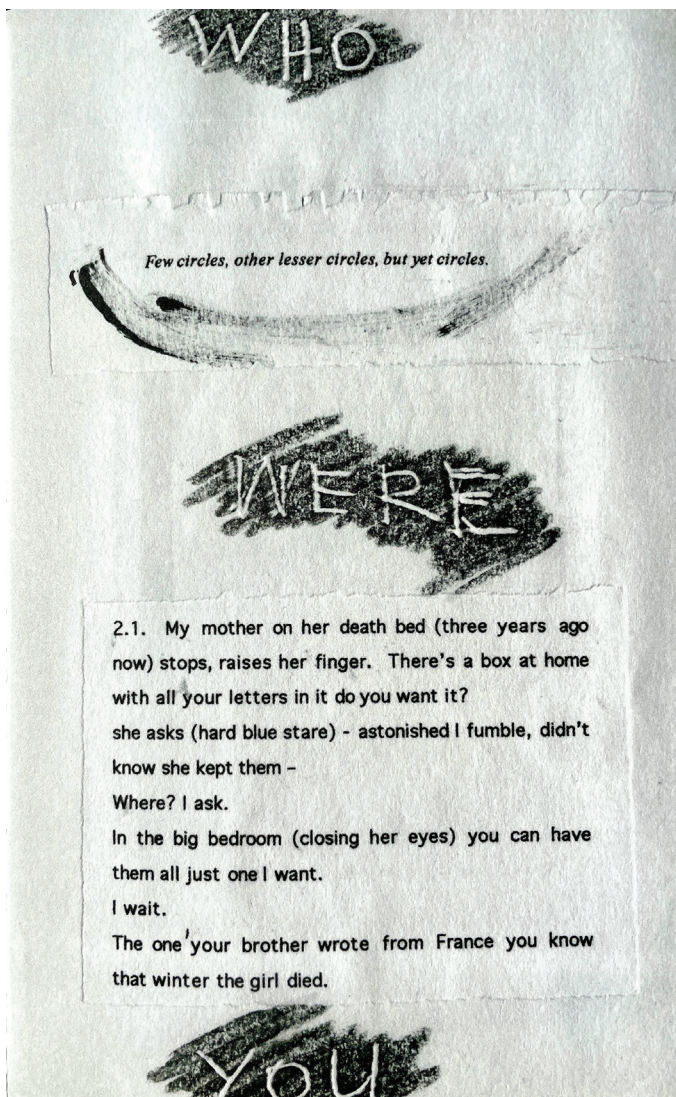 WHO
Few circles, other lesser circles, but yet circles.
WERE
2.1. My mother on her death bed (three years ago
now) stops, raises her finger. There's a box at home
with all your letters in it do you want it?
she asks (hard blue stare) - astonished I fumble, didn't
know she kept them –
Where? I ask.
In the big bedroom (closing her eyes) you can have
them all just one I want.
I wait.
The one your brother wrote from France you know
that winter the girl died.
YOU